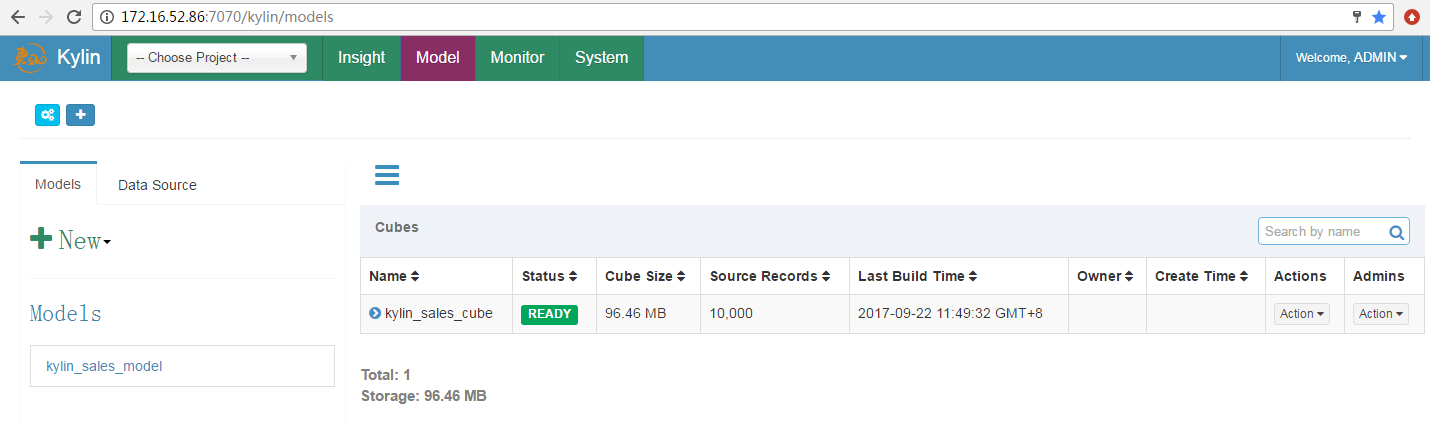 172.16.52.86:7070/kylin/models
Kylin -- Choose Project -- Insight Model Monitor System Welcome, ADMIN
Models Data Source
New
Models
kylin_sales_model
Cubes Search by name
Name Status Cube Size Source Records Last Build Time Owner Create Time Actions Admins
kylin_sales_cube READY 96.46 MB 10,000 2017-09-22 11:49:32 GMT+8 Action Action
Total: 1
Storage: 96.46 MB